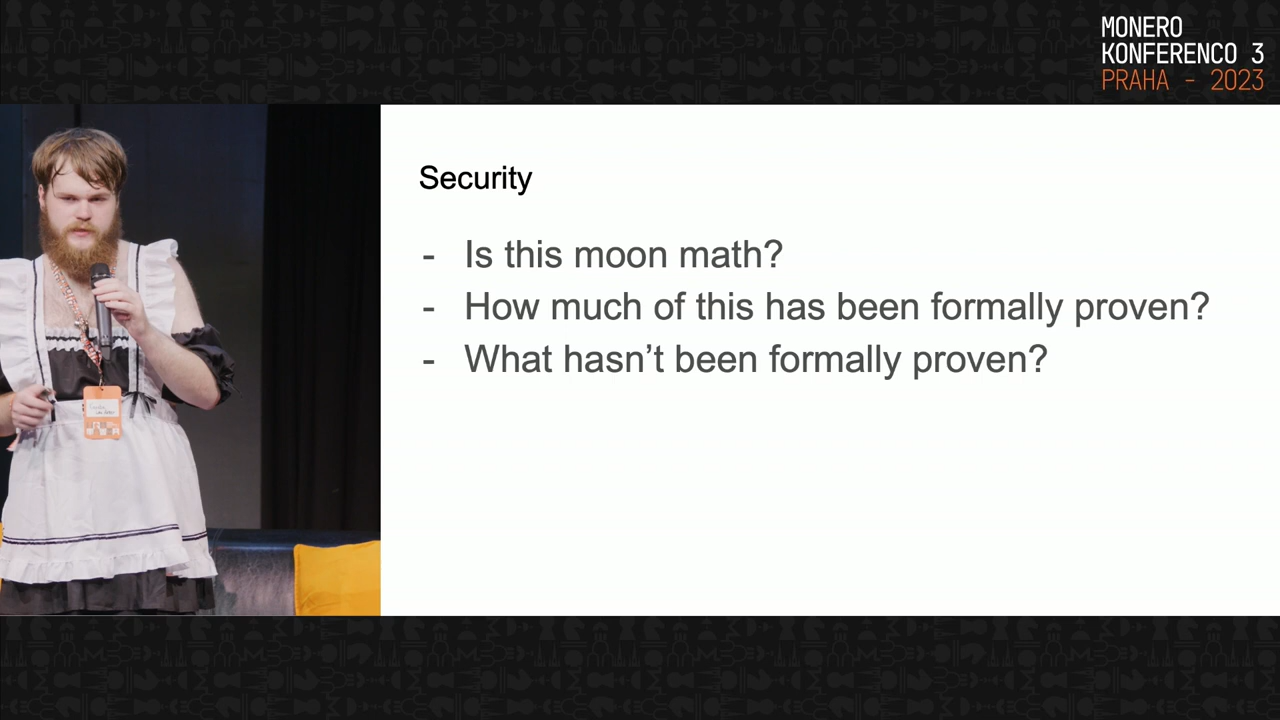 MONERO
KONFERENCO 3
PRAHA - 2023
Security
- Is this moon math?
- How much of this has been formally proven?
- What hasn't been formally proven?